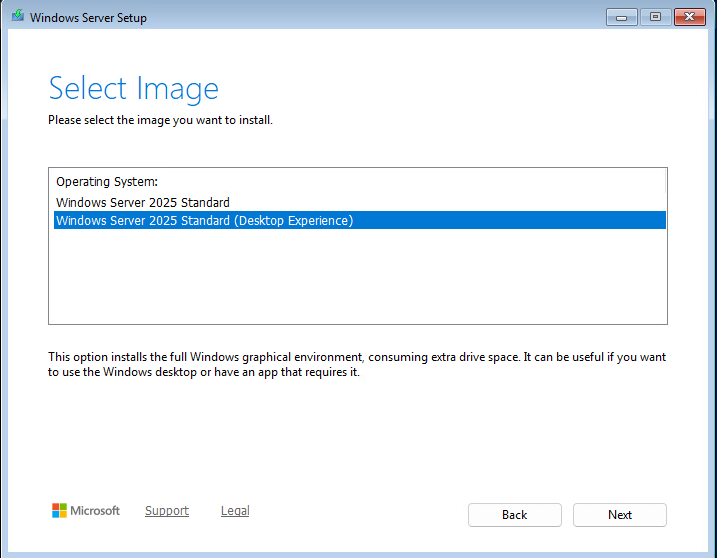 Windows Server Setup
Select Image
Please select the image you want to install.
Operating System:
Windows Server 2025 Standard
Windows Server 2025 Standard (Desktop Experience)
This option installs the full Windows graphical environment, consuming extra drive space. It can be useful if you want
to use the Windows desktop or have an app that requires it.
Microsoft Support Legal Back Next